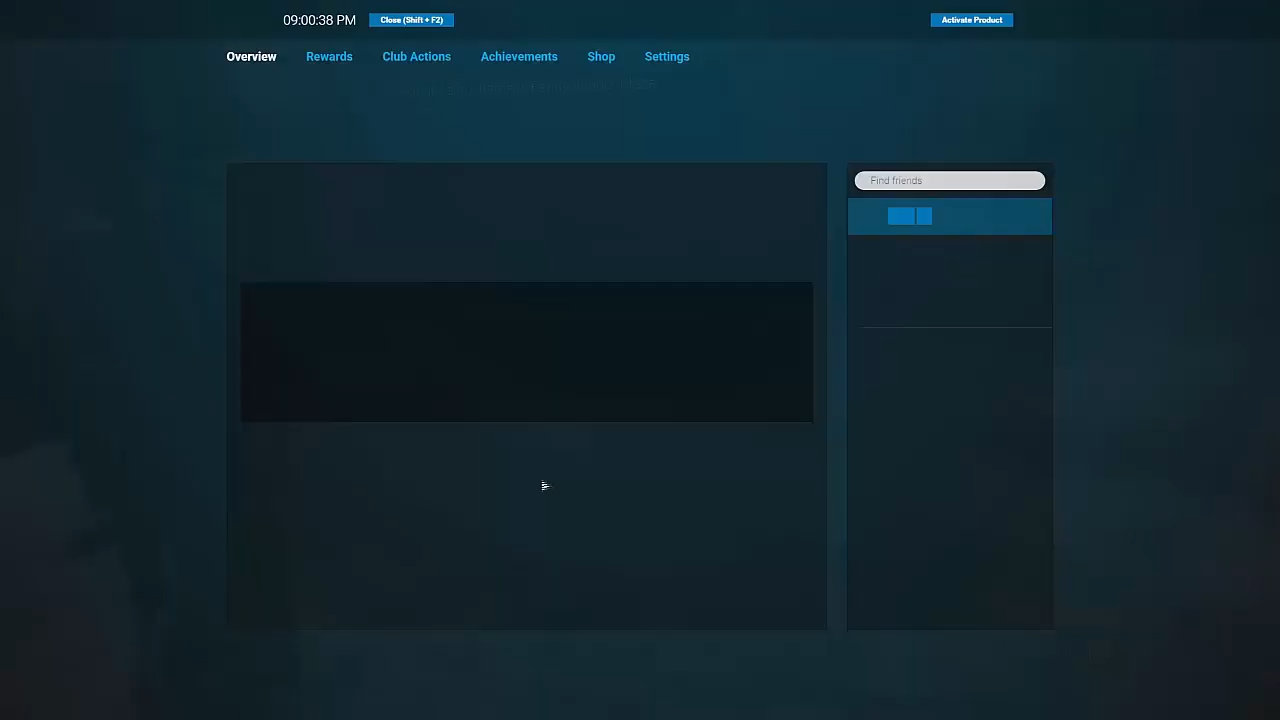 09:00:38 PM Close (Shift + F2) Activate Product
Overview Rewards Club Actions Achievements Shop Settings
Find friends